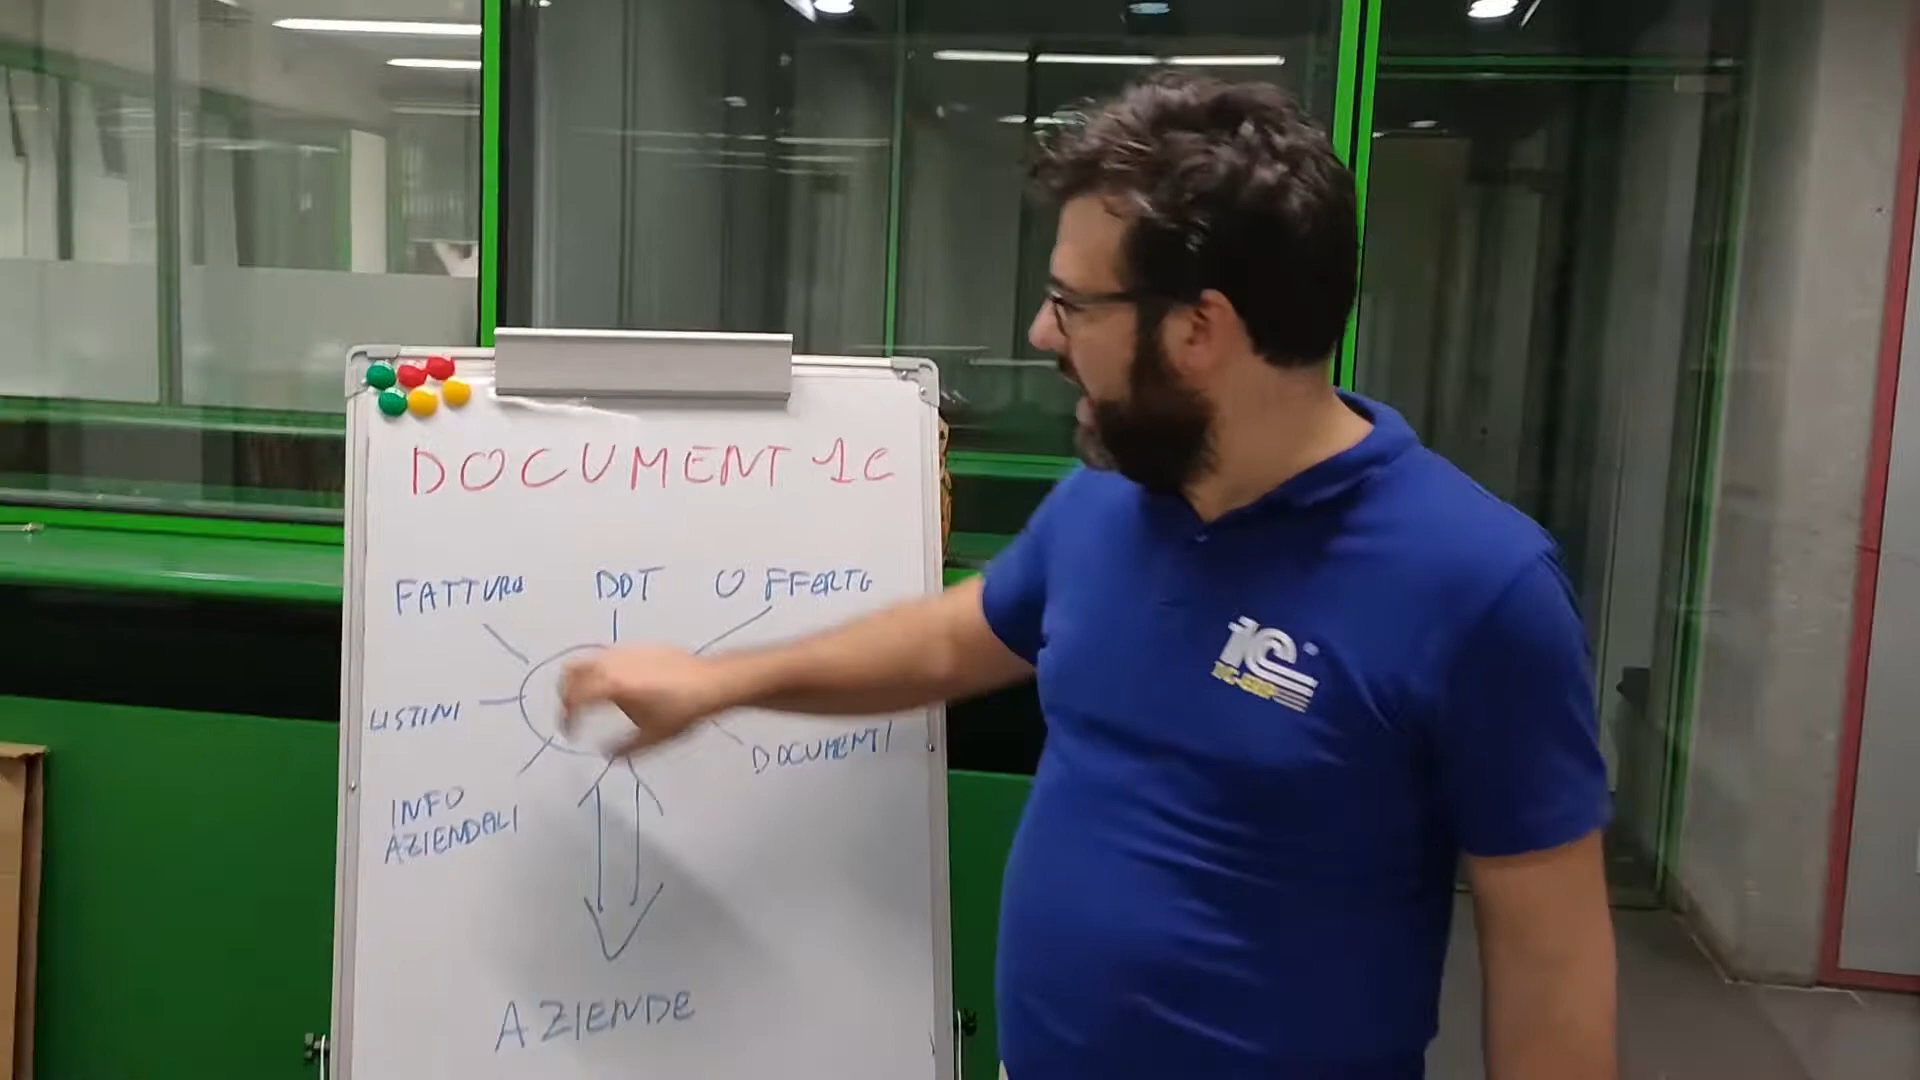 DOCUMENT 1C
FATTURE DDT OFFERTE
LISTINI
DOCUMENTI
INFO
AZIENDALI
AZIENDE
1C